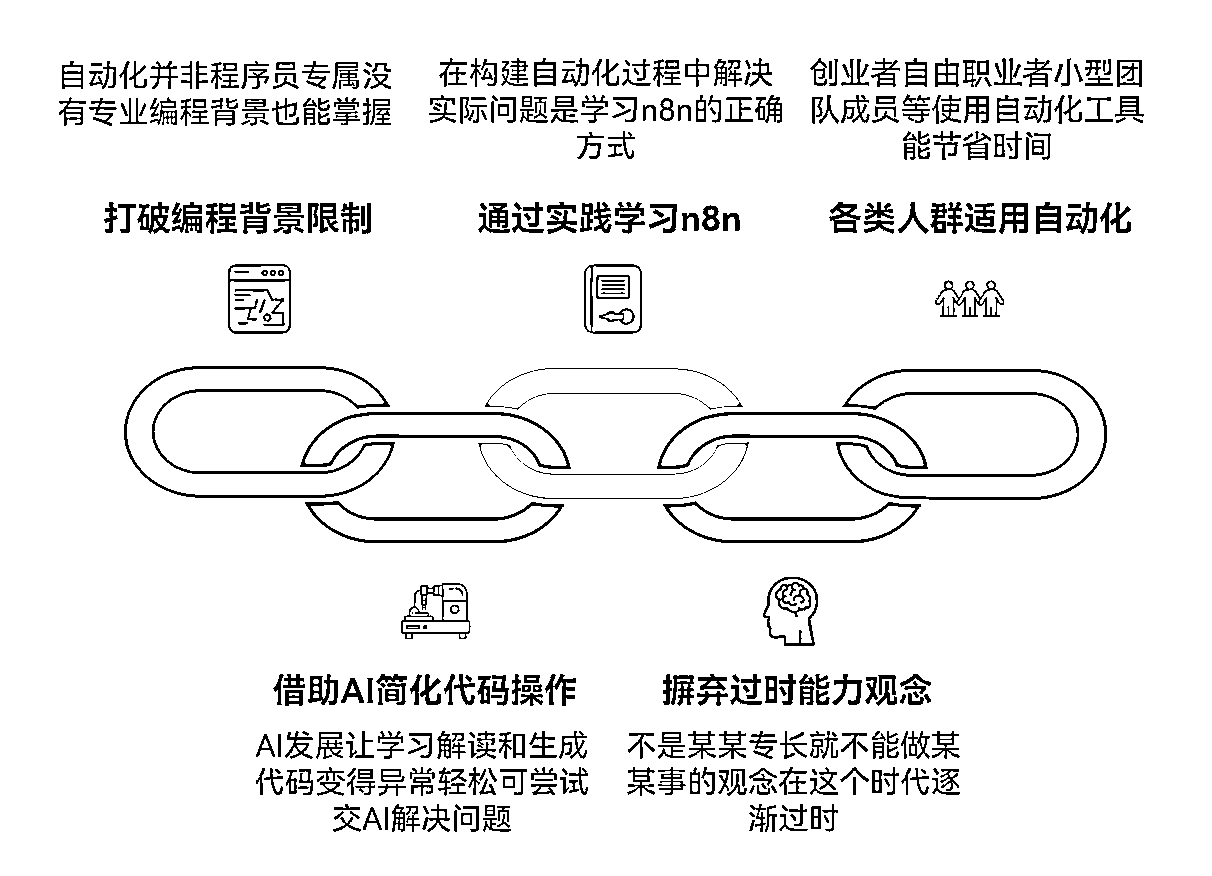 自动化并非程序员专属没
有专业编程背景也能掌握
打破编程背景限制
在构建自动化过程中解决
实际问题是学习n8n的正确
方式
通过实践学习n8n
创业者自由职业者小型团
队成员等使用自动化工具
能节省时间
各类人群适用自动化
借助AI简化代码操作
AI发展让学习解读和生成
代码变得异常轻松可尝试
交AI解决问题
摒弃过时能力观念
不是某某专长就不能做某
某事的观念在这个时代逐
渐过时